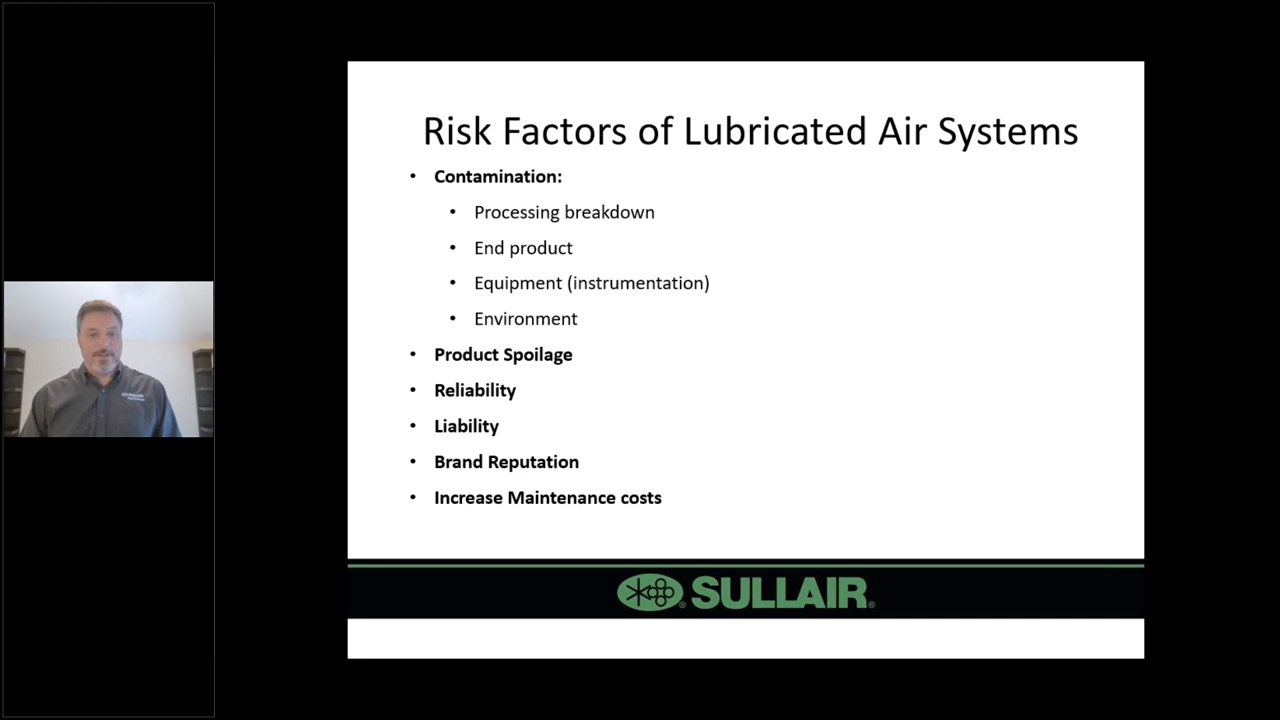 Risk Factors of Lubricated Air Systems
• Contamination:
• Processing breakdown
• End product
• Equipment (instrumentation)
• Environment
• Product Spoilage
• Reliability
• Liability
• Brand Reputation
• Increase Maintenance costs
® SULLAIR®